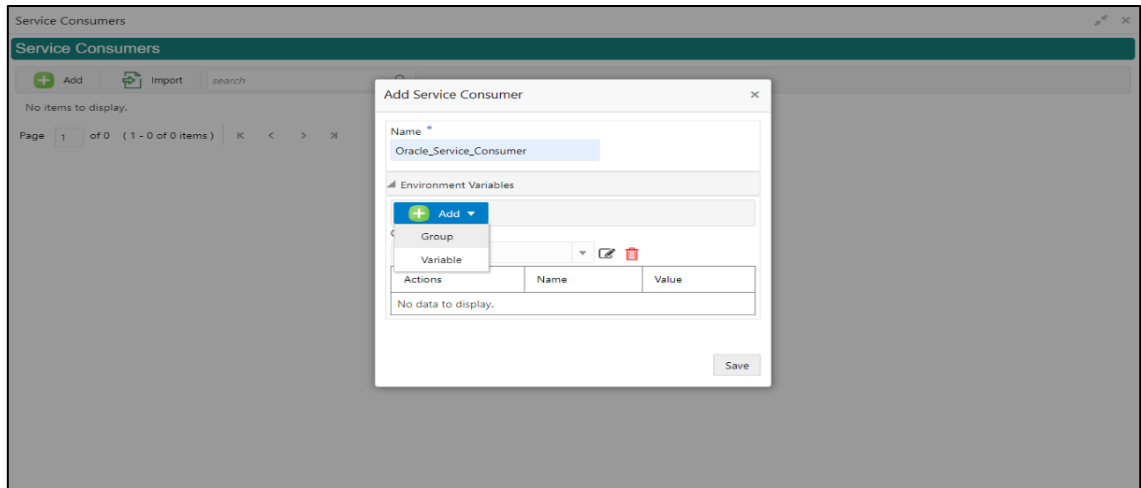 Service Consumers
Service Consumers
Add Import search
No items to display.
Page 1 of 0 ( 1 - 0 of 0 items ) K < > >I
Add Service Consumer ×
Name *
Oracle_Service_Consumer
Environment Variables
Add
Group
Variable
Actions Name Value
No data to display.
Save